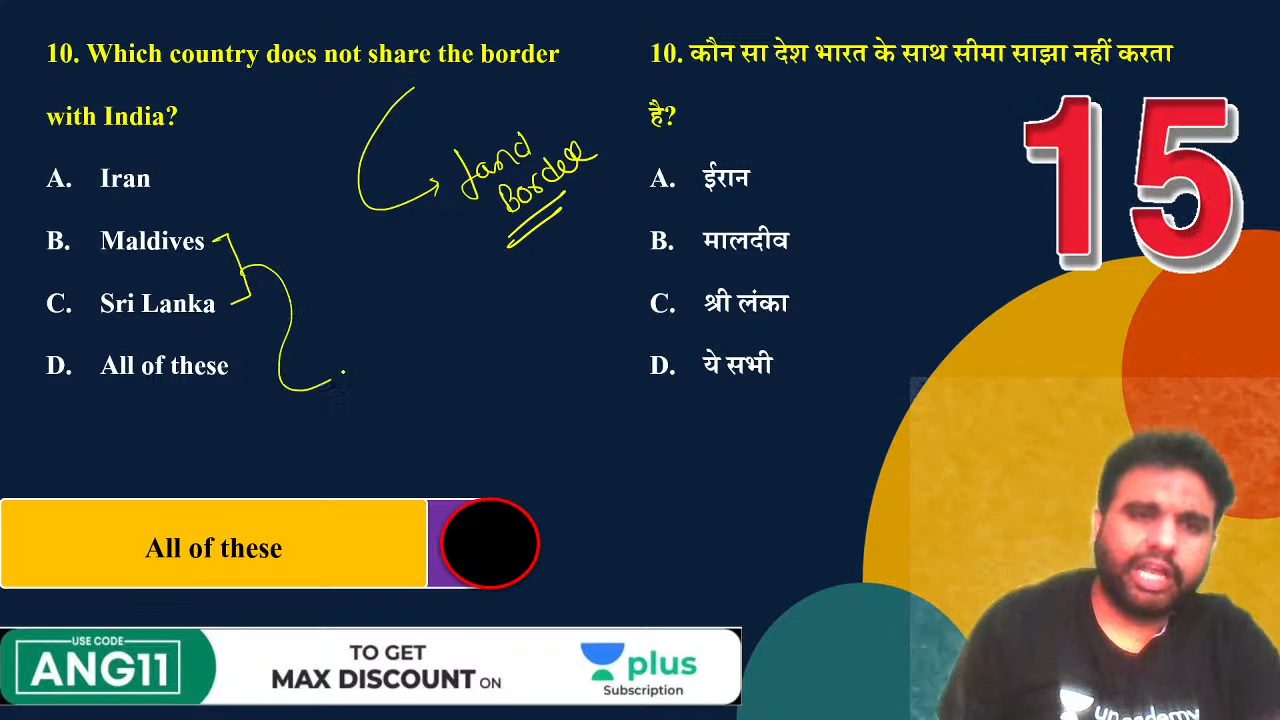 10. Which country does not share the border
with India?
A. Iran
B. Maldives
C. Sri Lanka
D. All of these
Land
Border
10. कौन सा देश भारत के साथ सीमा साझा नहीं करता
है?
A. ईरान
B. मालदीव
C. श्री लंका
D. ये सभी
15
All of these
USE CODE
ANG11
TO GET
MAX DISCOUNT ON
plus
Subscription
unacademy